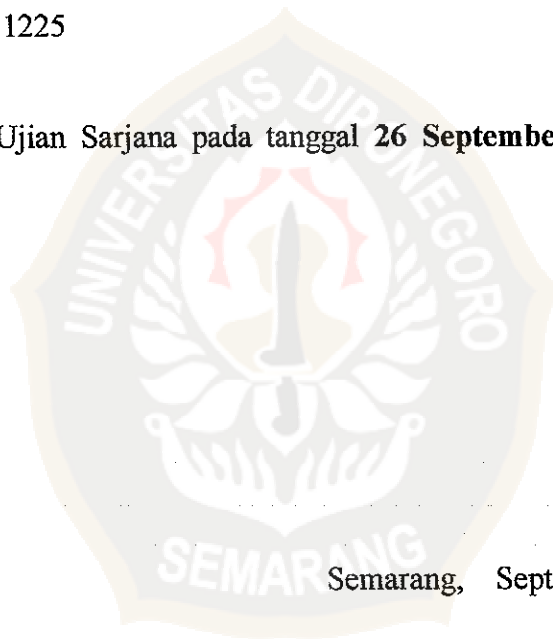 1225
Ujian Sarjana pada tanggal 26 Septembe
UNIVERSITAS DIPONEGORO
SEMARANG
Semarang, Sept